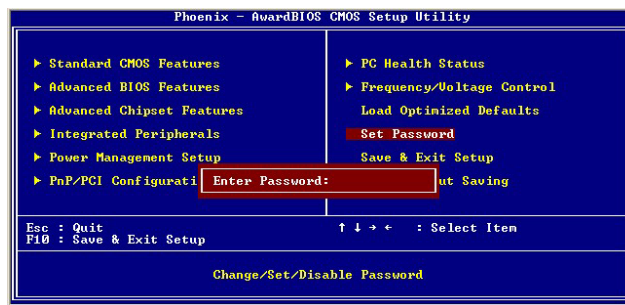 Phoenix - AwardBIOS CMOS Setup Utility
▶ Standard CMOS Features
▶ Advanced BIOS Features
▶ Advanced Chipset Features
▶ Integrated Peripherals
▶ Power Management Setup
▶ PnP/PCI Configurati
▶ PC Health Status
▶ Frequency/Voltage Control
Load Optimized Defaults
Set Password
Save & Exit Setup
ut Saving
Enter Password:
Esc : Quit
F10 : Save & Exit Setup
↑ ↓ → ← : Select Item
Change/Set/Disable Password